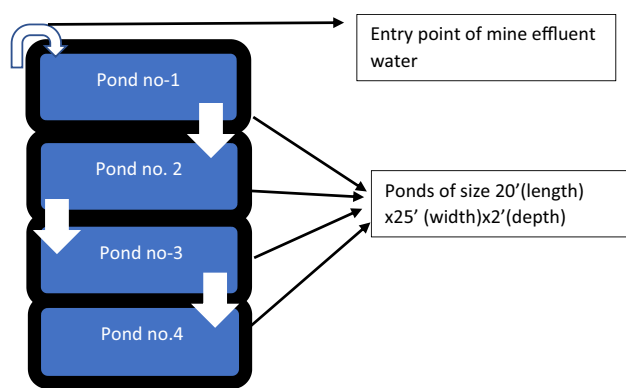 Entry point of mine effluent
water
Pond no-1
Pond no. 2
Ponds of size 20’(length)
x25’ (width)x2’(depth)
Pond no-3
Pond no.4